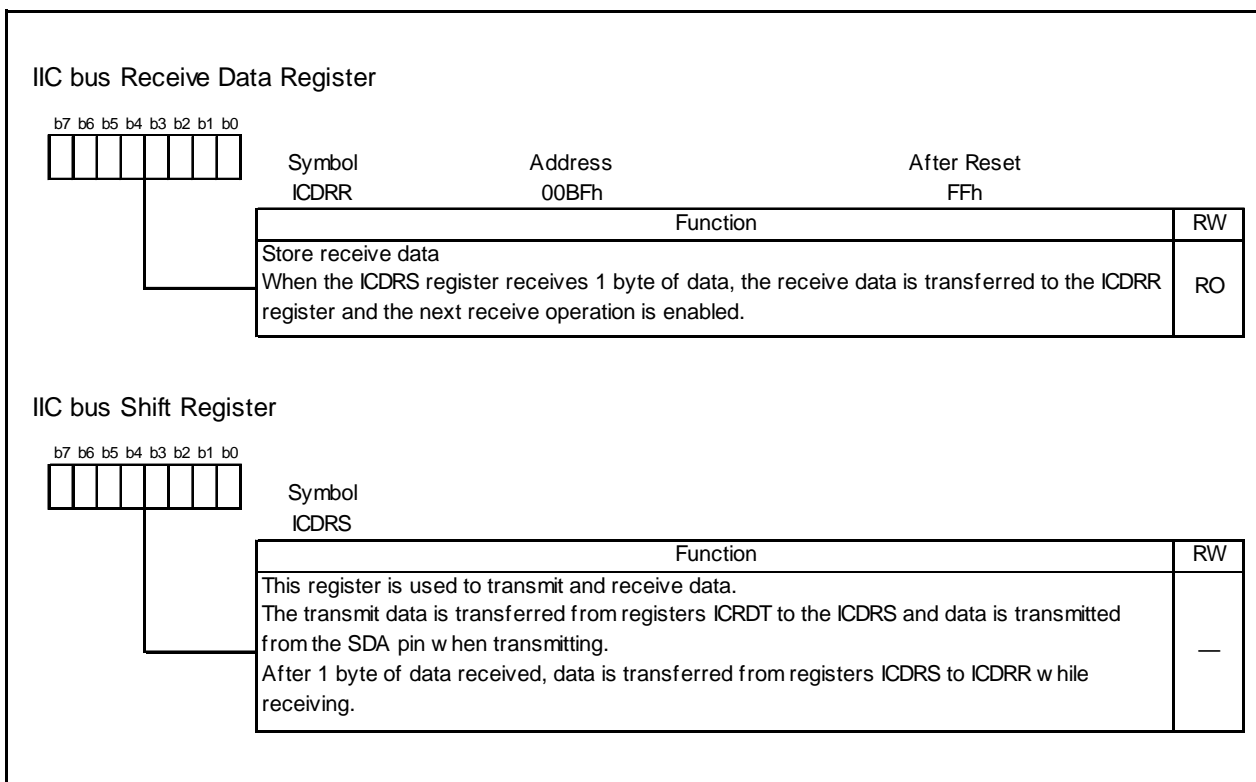 IIC bus Receive Data Register
b7 b6 b5 b4 b3 b2 b1 b0
Symbol Address After Reset
ICDRR 00BFh FFh
Function RW
Store receive data
When the ICDRS register receives 1 byte of data, the receive data is transferred to the ICDRR
register and the next receive operation is enabled.
RO
IIC bus Shift Register
b7 b6 b5 b4 b3 b2 b1 b0
Symbol
ICDRS
Function RW
This register is used to transmit and receive data.
The transmit data is transferred from registers ICRDT to the ICDRS and data is transmitted
from the SDA pin when transmitting.
—
After 1 byte of data received, data is transferred from registers ICDRS to ICDRR while
receiving.